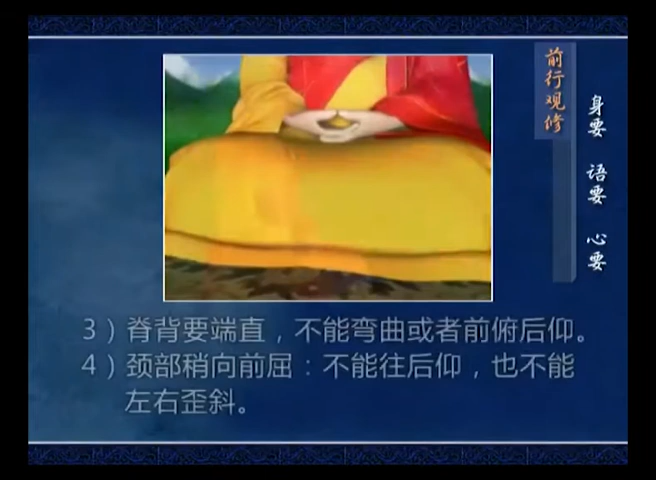 前行观修
身要 语要 心要
3）脊背要端直，不能弯曲或者前俯后仰。
4）颈部稍向前屈：不能往后仰，也不能
左右歪斜。